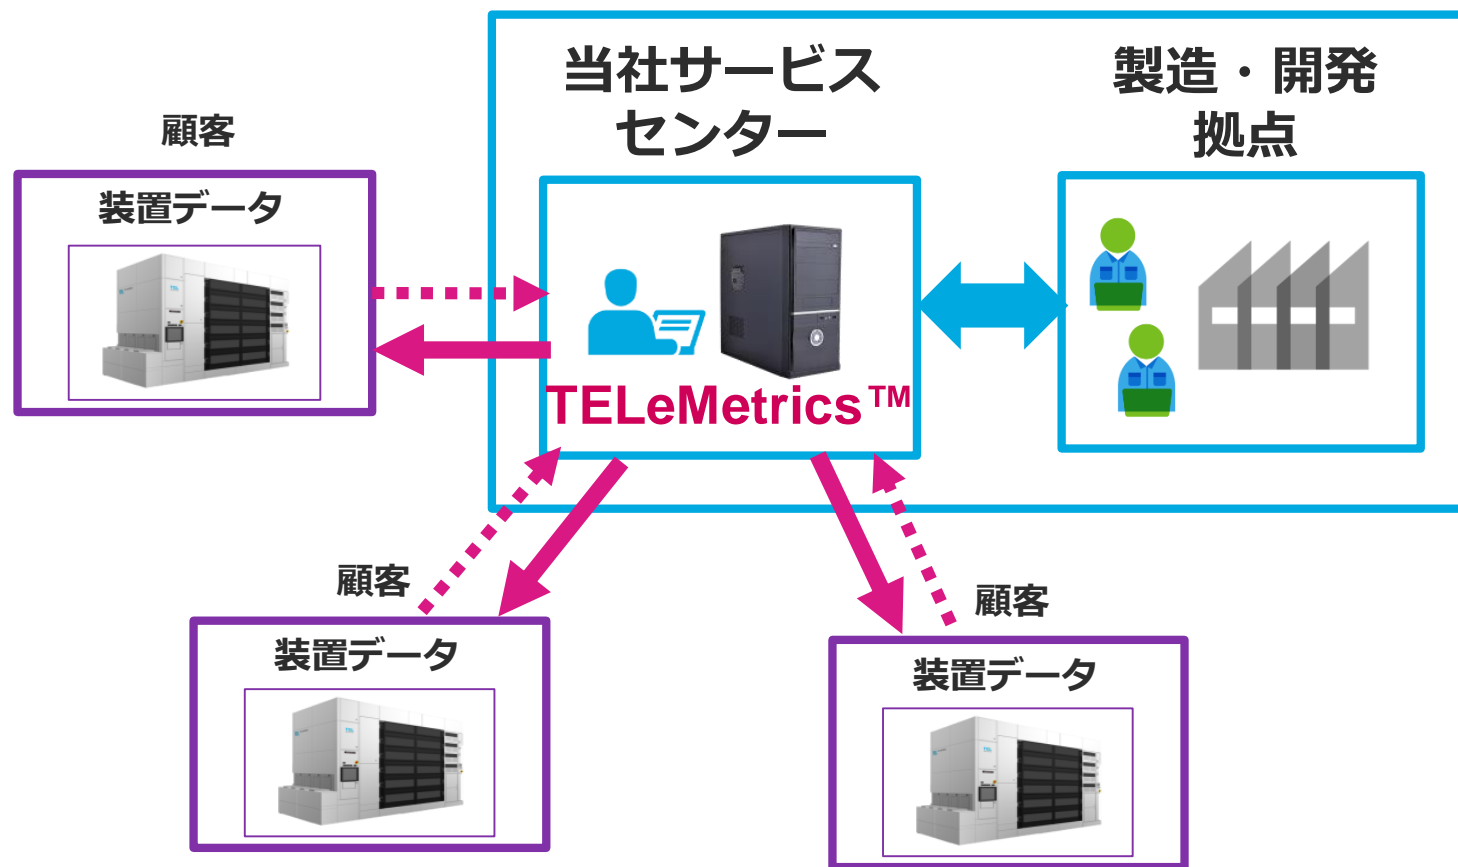 当社サービス
センター
製造・開発
拠点
顧客
装置データ
TELeMetrics™
顧客
装置データ
顧客
装置データ